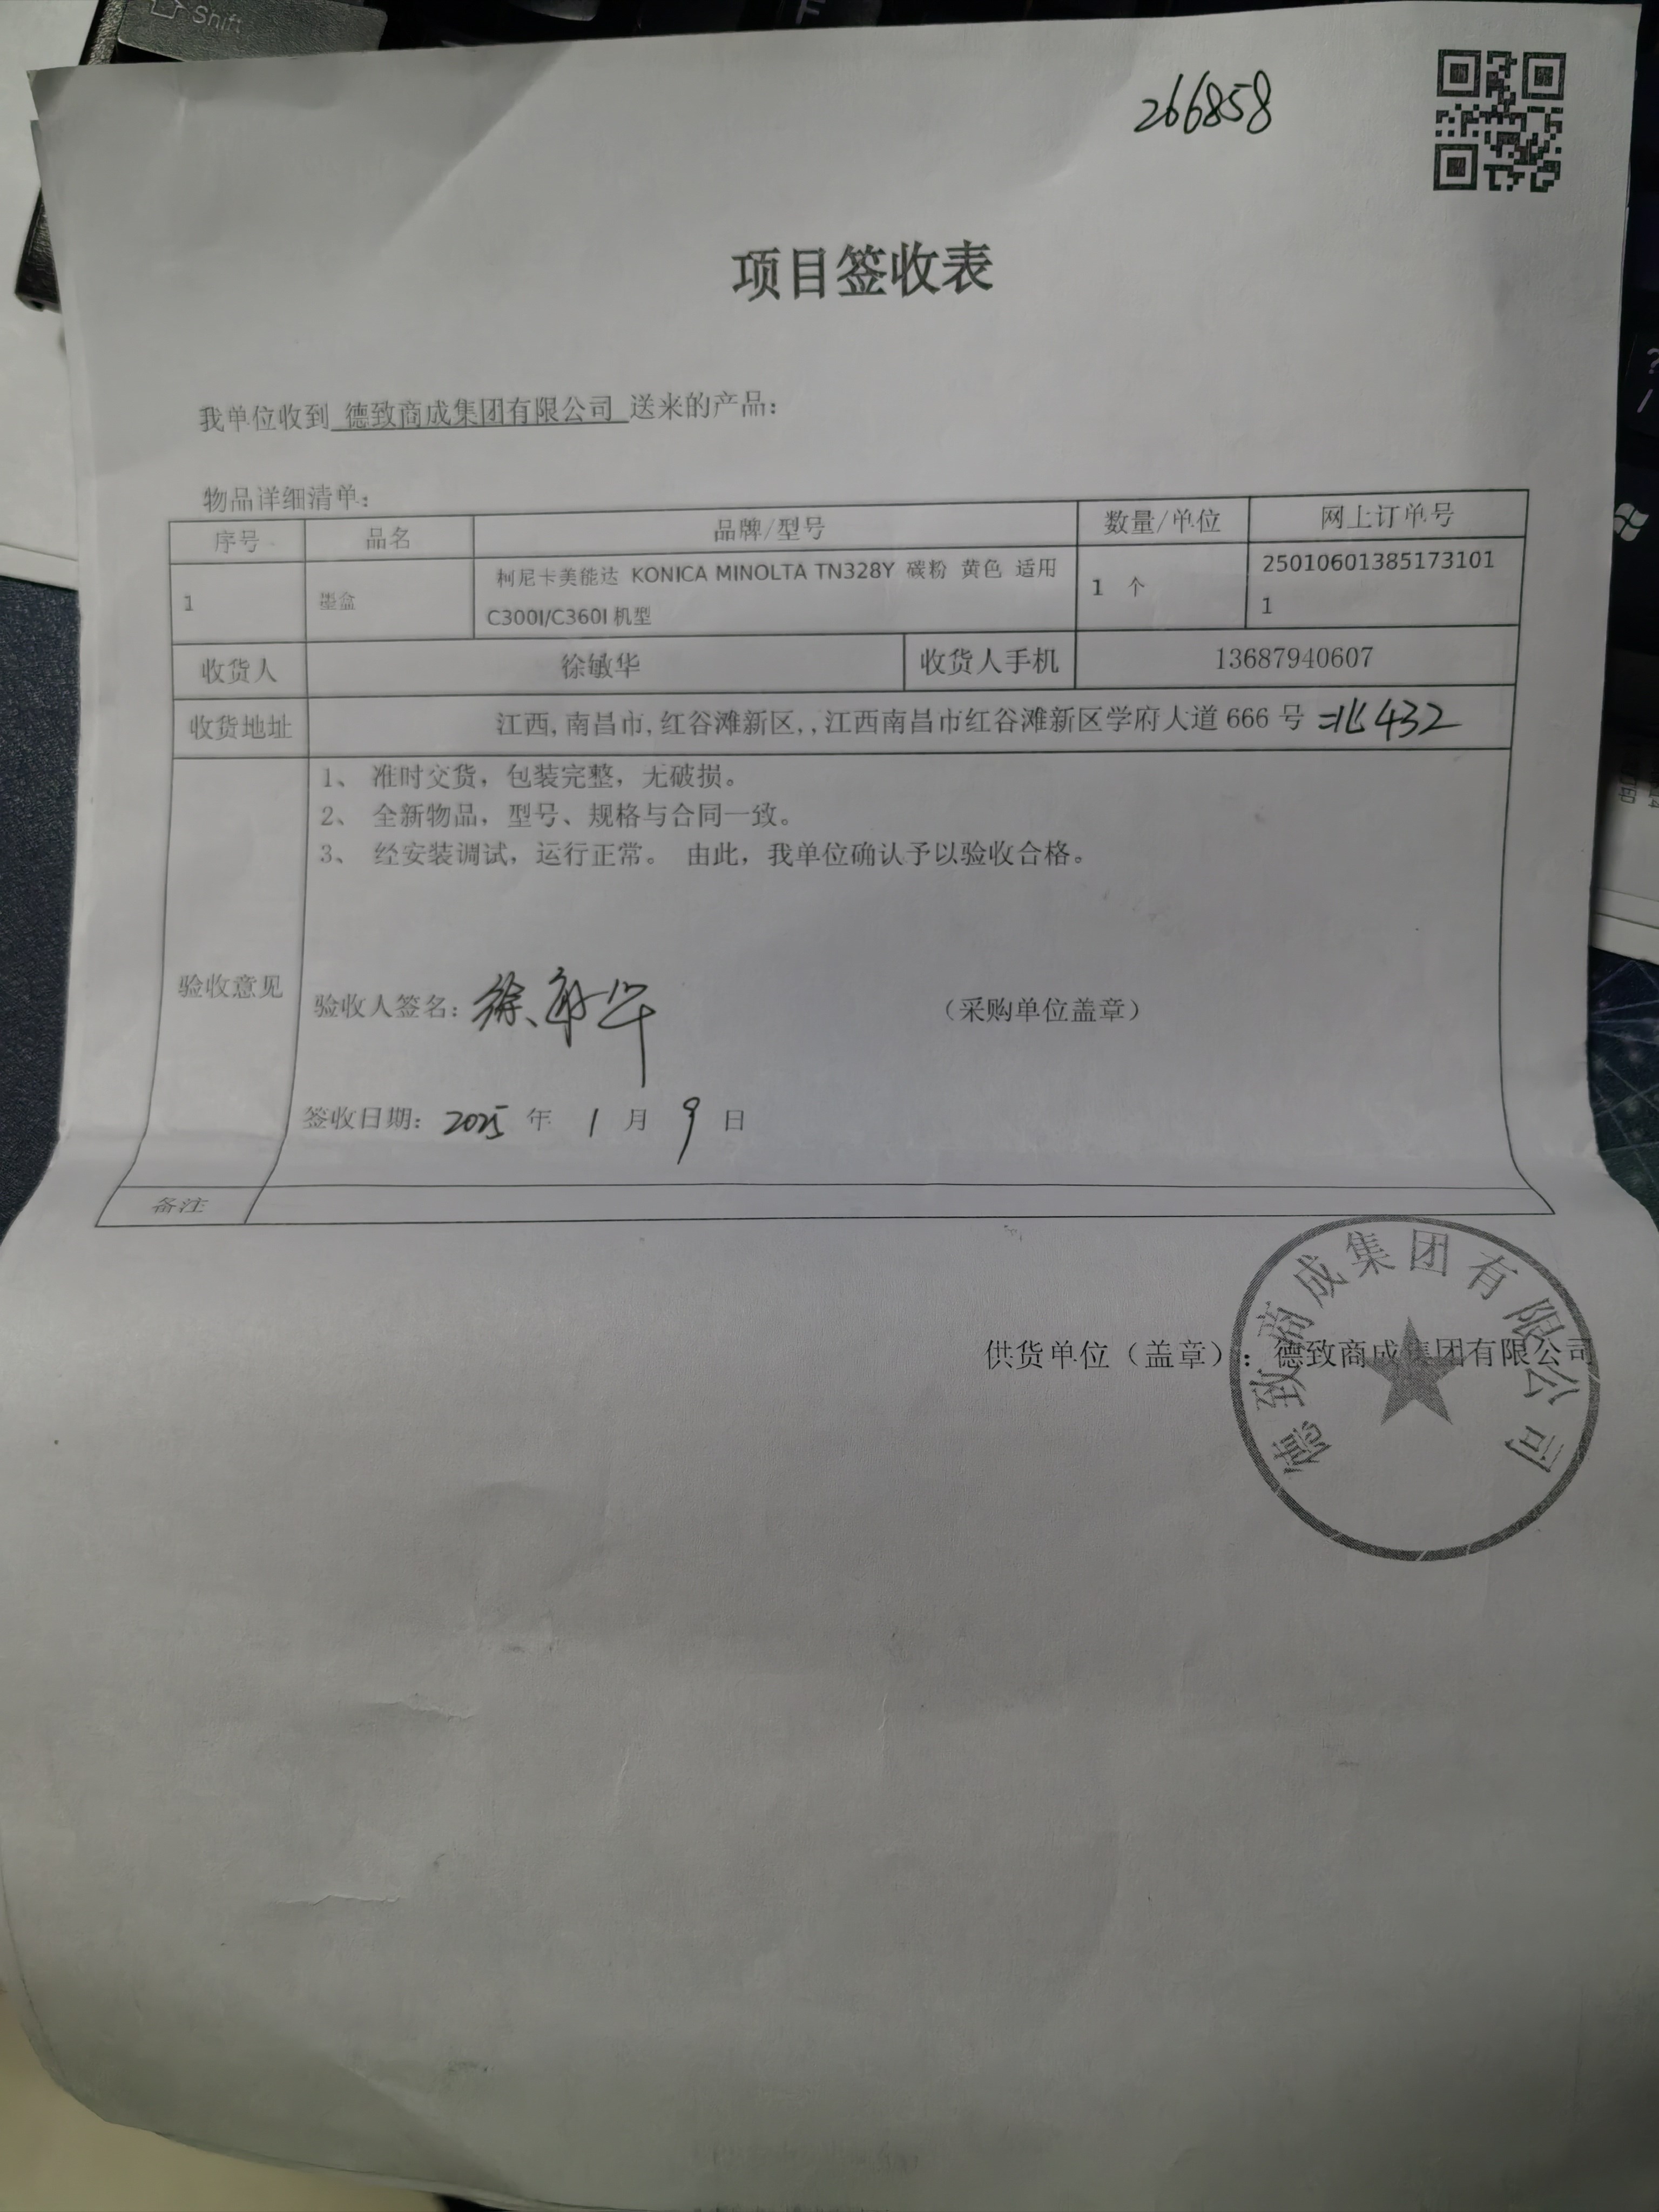 Shift
266858
项目签收表
我单位收到 德致商成集团有限公司 送来的产品：
物品详细清单：
序号 品名 品牌/型号 数量/单位 网上订单号
1 墨盒 柯尼卡美能达 KONICA MINOLTA TN328Y 碳粉 黄色 适用 1 个 25010601385173101
C300I/C360I 机型 1
收货人 徐敏华 收货人手机 13687940607
收货地址 江西,南昌市,红谷滩新区,,江西南昌市红谷滩新区学府大道 666 号 北432
1、 准时交货，包装完整，无破损。
2、 全新物品，型号、规格与合同一致。
3、 经安装调试，运行正常。 由此，我单位确认予以验收合格。
验收意见
验收人签名：徐敏华 （采购单位盖章）
签收日期：2025 年 1 月 9 日
备注
供货单位（盖章）：德致商成集团有限公司
德致商成集团有限公司